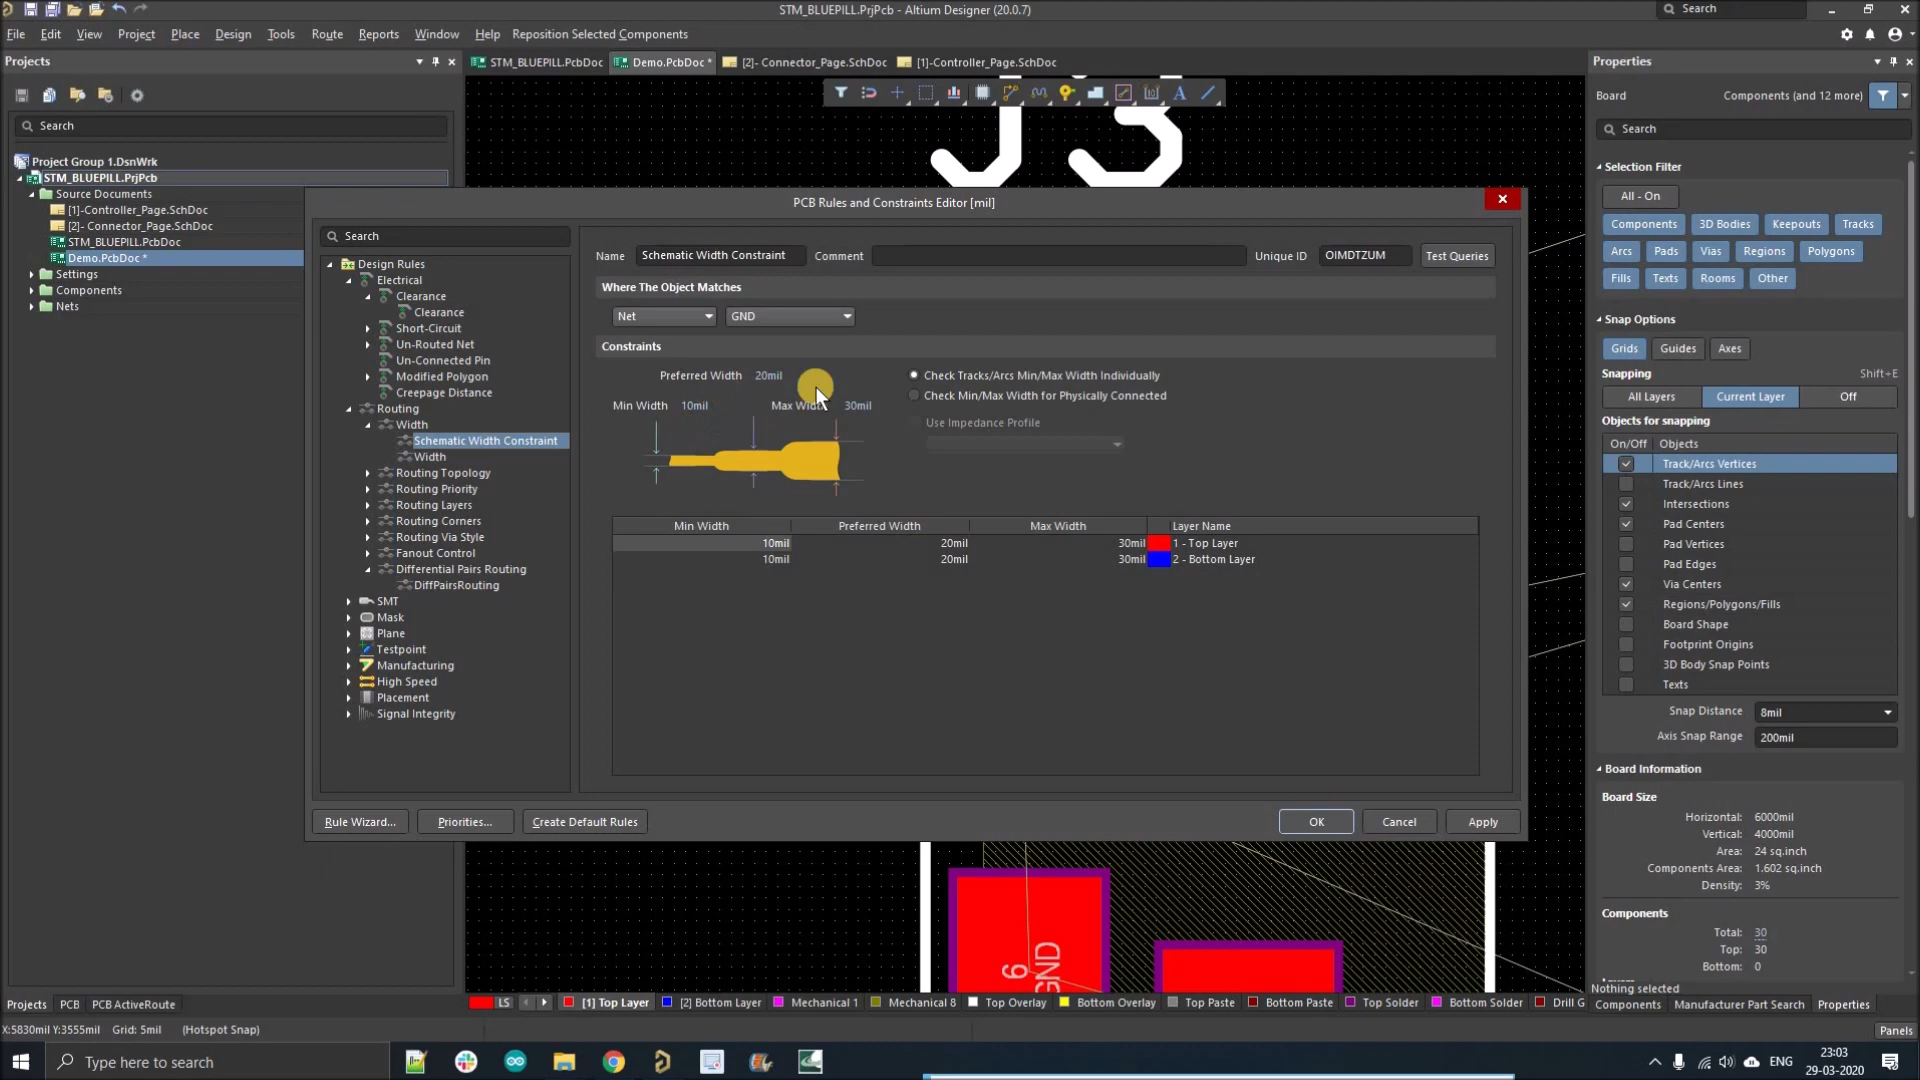 STM_BLUEPILL.PrjPcb - Altium Designer (20.0.7)
Search
File Edit View Project Place Design Tools Route Reports Window Help Reposition Selected Components
Projects
STM_BLUEPILL.PcbDoc
Demo.PcbDoc *
[2]- Connector_Page.SchDoc
[1]-Controller_Page.SchDoc
Properties
Board
Components (and 12 more)
Search
Search
Project Group 1.DsnWrk
STM_BLUEPILL.PrjPcb
Source Documents
[1]-Controller_Page.SchDoc
[2]- Connector_Page.SchDoc
STM_BLUEPILL.PcbDoc
Demo.PcbDoc *
Settings
Components
Nets
J3
PCB Rules and Constraints Editor [mil]
Search
Design Rules
Electrical
Clearance
Clearance
Short-Circuit
Un-Routed Net
Un-Connected Pin
Modified Polygon
Creepage Distance
Routing
Width
Schematic Width Constraint
Width
Routing Topology
Routing Priority
Routing Layers
Routing Corners
Routing Via Style
Fanout Control
Differential Pairs Routing
DiffPairsRouting
SMT
Mask
Plane
Testpoint
Manufacturing
High Speed
Placement
Signal Integrity
Name Schematic Width Constraint Comment Unique ID OIMDTZUM Test Queries
Where The Object Matches
Net GND
Constraints
Preferred Width 20mil
Min Width 10mil Max Width 30mil
Check Tracks/Arcs Min/Max Width Individually
Check Min/Max Width for Physically Connected
Use Impedance Profile
Min Width Preferred Width Max Width Layer Name
10mil 20mil 30mil 1 - Top Layer
10mil 20mil 30mil 2 - Bottom Layer
Rule Wizard... Priorities... Create Default Rules OK Cancel Apply
Selection Filter
All - On
Components 3D Bodies Keepouts Tracks
Arcs Pads Vias Regions Polygons
Fills Texts Rooms Other
Snap Options
Grids Guides Axes
Snapping Shift+E
All Layers Current Layer Off
Objects for snapping
On/Off Objects
Track/Arcs Vertices
Track/Arcs Lines
Intersections
Pad Centers
Pad Vertices
Pad Edges
Via Centers
Regions/Polygons/Fills
Board Shape
Footprint Origins
3D Body Snap Points
Texts
Snap Distance 8mil
Axis Snap Range 200mil
Board Information
Board Size
Horizontal: 6000mil
Vertical: 4000mil
Area: 24 sq.inch
Components Area: 1.602 sq.inch
Density: 3%
Components
Total: 30
Top: 30
Bottom: 0
Nothing selected
6
GND
Projects PCB PCB ActiveRoute
LS [1] Top Layer [2] Bottom Layer Mechanical 1 Mechanical 8 Top Overlay Bottom Overlay Top Paste Bottom Paste Top Solder Bottom Solder Drill G
Components Manufacturer Part Search Properties
X:5830mil Y:3555mil Grid: 5mil (Hotspot Snap)
Panels
Type here to search
ENG
23:03
29-03-2020